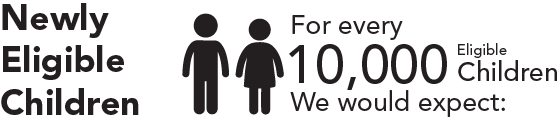 Newly
Eligible
Children
For every
10,000 Eligible
Children
We would expect: